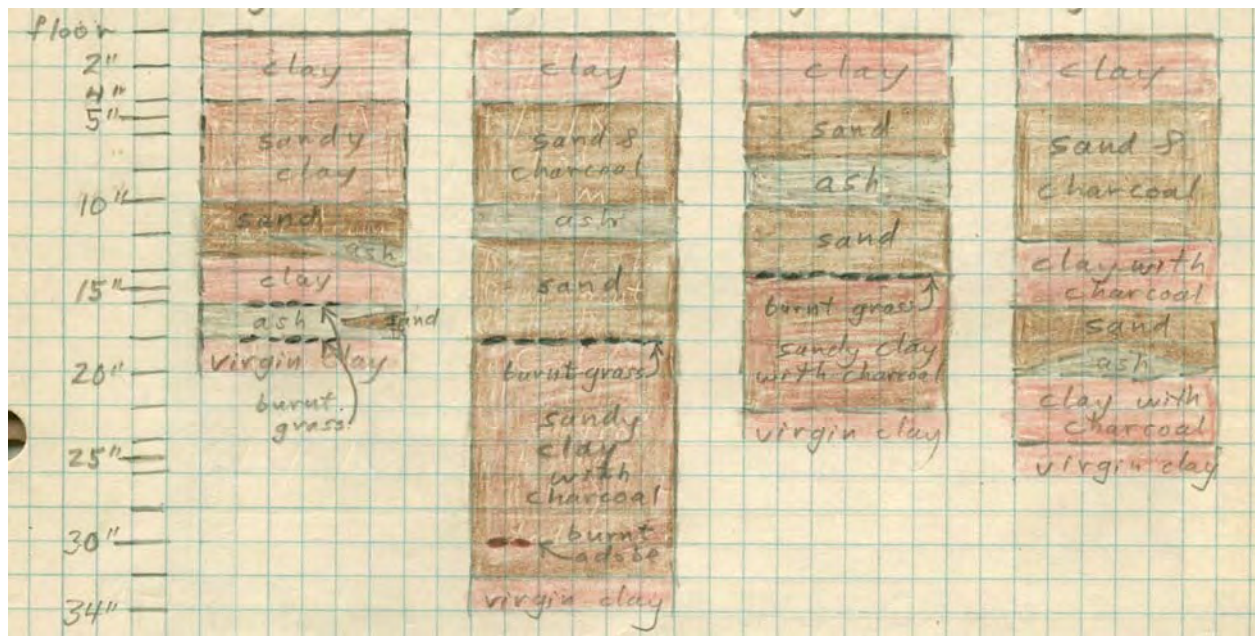 floor
2"
4"
5"
10"
15"
20"
25"
30"
34"
clay
sandy
clay
sand
ash
clay
ash
sand
virgin clay
burnt
grass
clay
sand &
charcoal
ash
sand
burnt grass
sandy
clay
with
charcoal
burnt
adobe
virgin clay
clay
sand
ash
sand
burnt grass
sandy clay
with charcoal
virgin clay
clay
sand &
charcoal
clay with
charcoal
sand
ash
clay with
charcoal
virgin clay